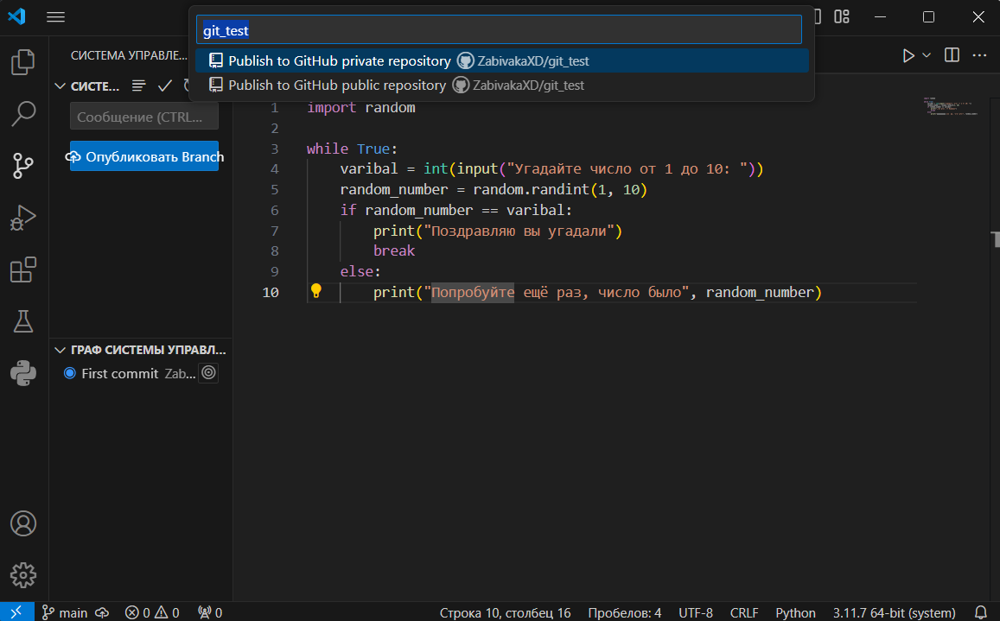 git_test
Publish to GitHub private repository ZabivakaXD/git_test
Publish to GitHub public repository ZabivakaXD/git_test
СИСТЕМА УПРАВЛЕ...
СИСТЕ...
Сообщение (CTRL...
Опубликовать Branch
ГРАФ СИСТЕМЫ УПРАВЛ...
First commit Zab...
1 import random
2
3 while True:
4 varibal = int(input("Угадайте число от 1 до 10: "))
5 random_number = random.randint(1, 10)
6 if random_number == varibal:
7 print("Поздравляю вы угадали")
8 break
9 else:
10 print("Попробуйте ещё раз, число было", random_number)
main 0 0 0 Строка 10, столбец 16 Пробелов: 4 UTF-8 CRLF Python 3.11.7 64-bit (system)